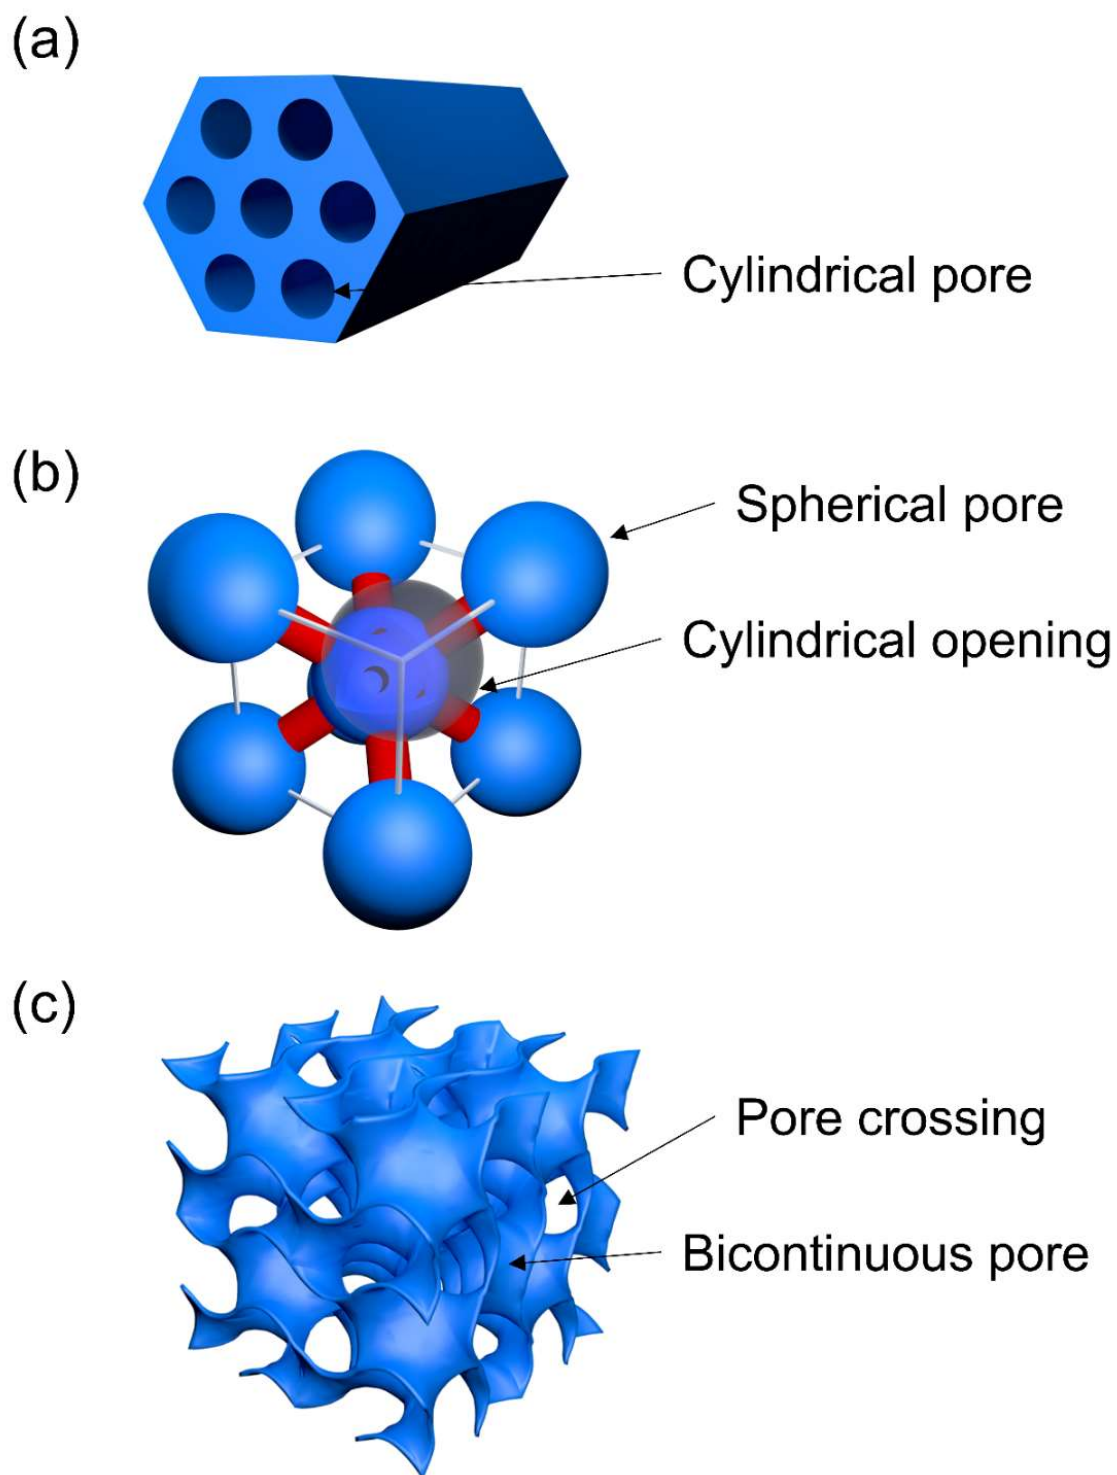 (a)
Cylindrical pore
(b)
Spherical pore
Cylindrical opening
(c)
Pore crossing
Bicontinuous pore